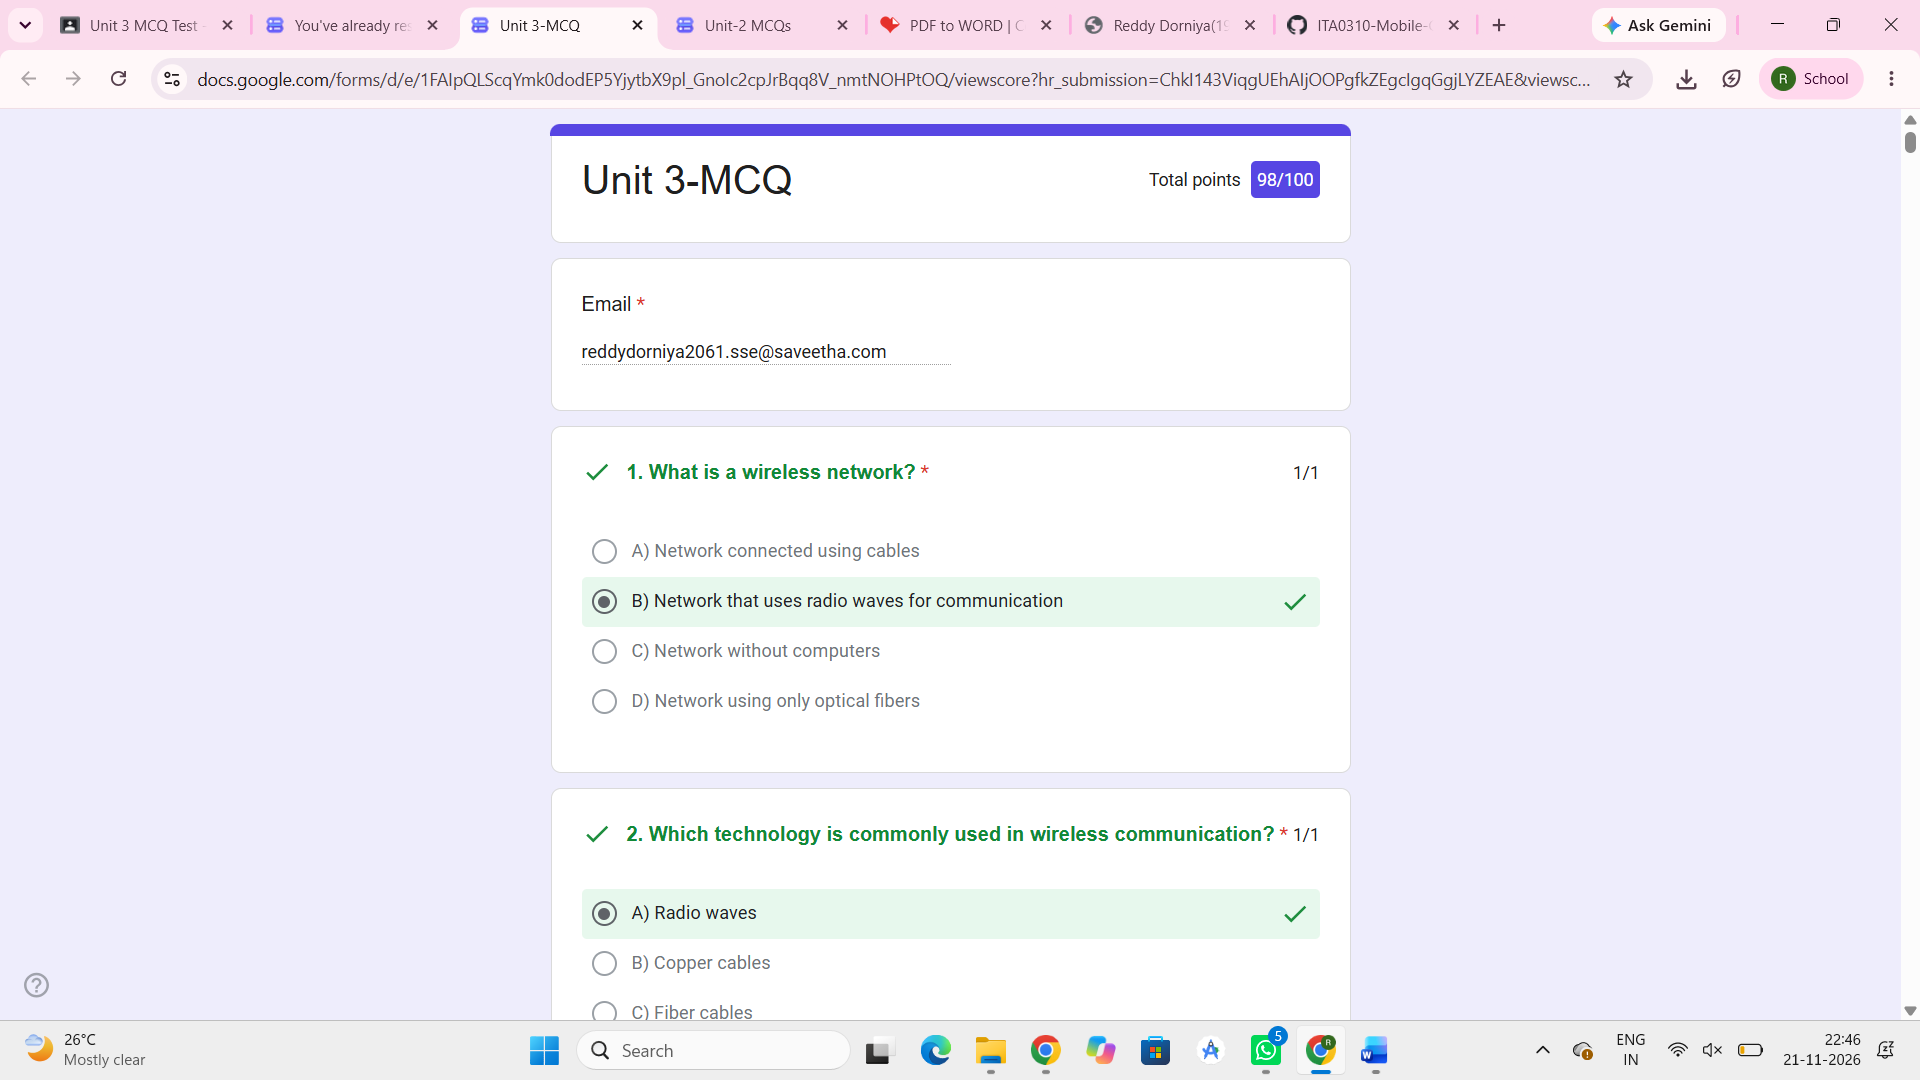 Unit 3 MCQ Test -
You've already res
Unit 3-MCQ
Unit-2 MCQs
PDF to WORD | C
Reddy Dorniya(19
ITA0310-Mobile-
Ask Gemini
docs.google.com/forms/d/e/1FAIpQLScqYmk0dodEP5YjytbX9pl_GnoIc2cpJrBqq8V_nmtNOHPtOQ/viewscore?hr_submission=ChkI143ViqgUEhAIjOOPgfkZEgcIgqGgjLYZEAE&viewsc...
R School
Unit 3-MCQ
Total points 98/100
Email *
reddydorniya2061.sse@saveetha.com
1. What is a wireless network? * 1/1
A) Network connected using cables
B) Network that uses radio waves for communication
C) Network without computers
D) Network using only optical fibers
2. Which technology is commonly used in wireless communication? * 1/1
A) Radio waves
B) Copper cables
C) Fiber cables
26°C
Mostly clear
Search
5
R
ENG
IN
22:46
21-11-2026